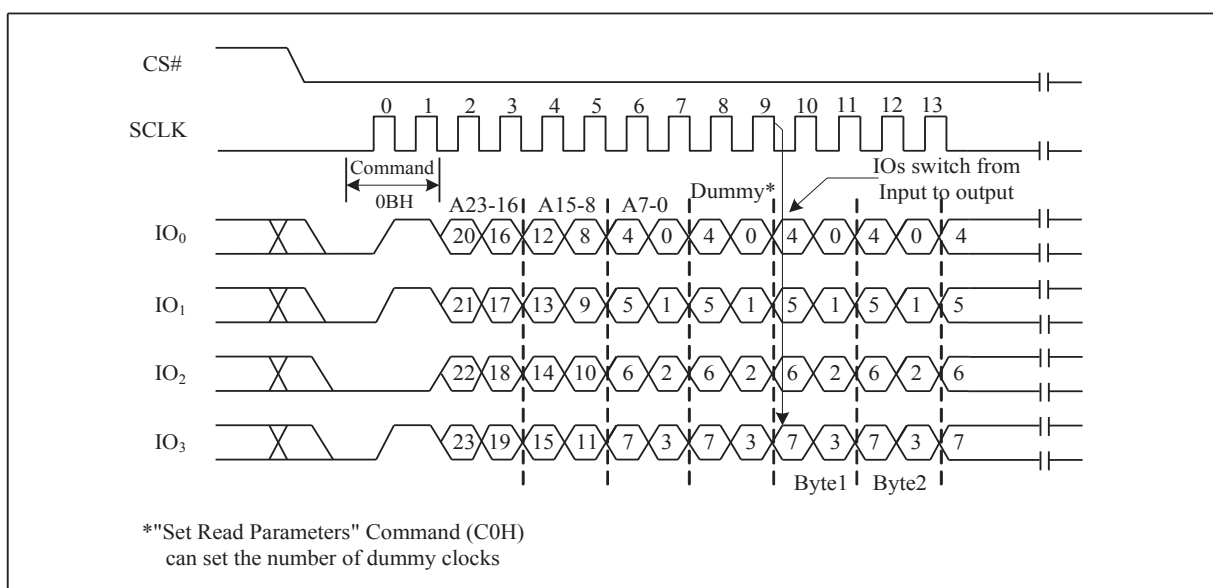 CS#
0 1 2 3 4 5 6 7 8 9 10 11 12 13
SCLK
Command
0BH
IOs switch from
Input to output
A23-16 A15-8 A7-0 Dummy*
IO0 20 16 12 8 4 0 4 0 4 0 4 0 4
IO1 21 17 13 9 5 1 5 1 5 1 5 1 5
IO2 22 18 14 10 6 2 6 2 6 2 6 2 6
IO3 23 19 15 11 7 3 7 3 7 3 7 3 7
Byte1 Byte2
*"Set Read Parameters" Command (C0H)
can set the number of dummy clocks